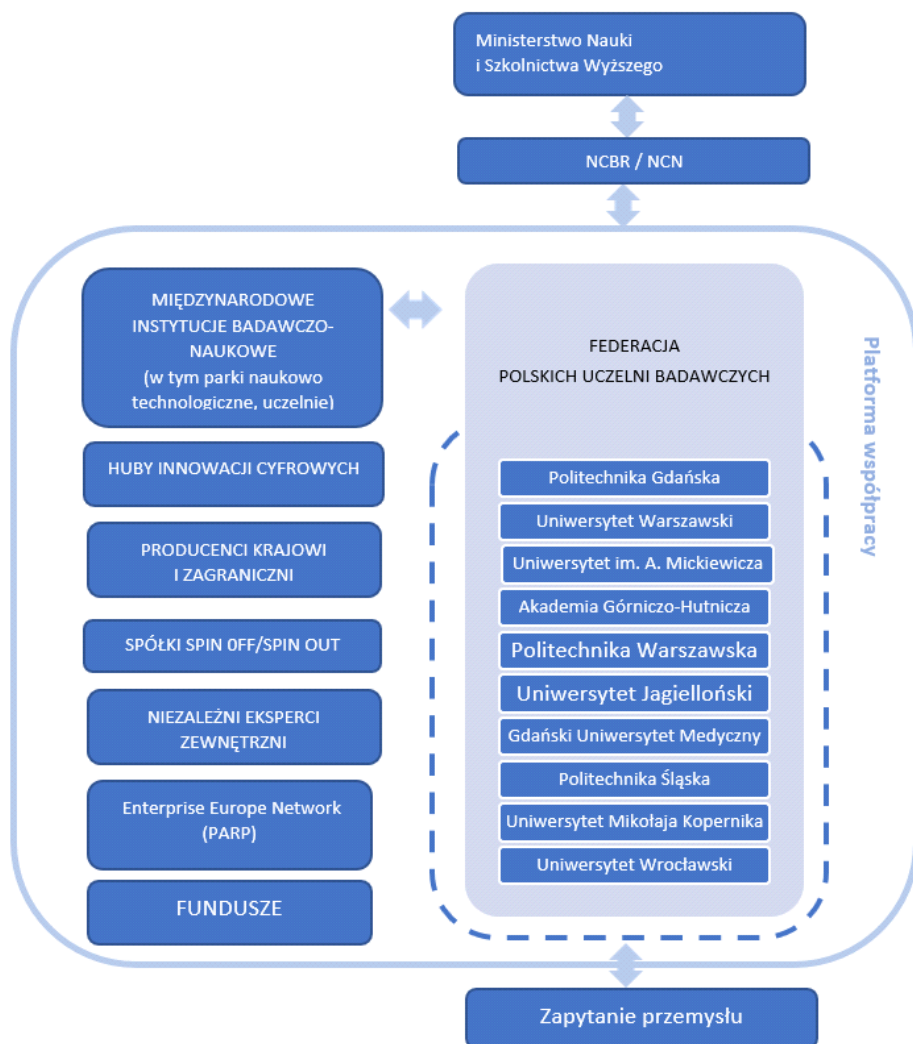 Ministerstwo Nauki
i Szkolnictwa Wyższego
NCBR / NCN
MIĘDZYNARODOWE
INSTYTUCJE BADAWCZO-
NAUKOWE
(w tym parki naukowo
technologiczne, uczelnie)
HUBY INNOWACJI CYFROWYCH
PRODUCENCI KRAJOWI
I ZAGRANICZNI
SPÓŁKI SPIN 0FF/SPIN OUT
NIEZALEŻNI EKSPERCI
ZEWNĘTRZNI
Enterprise Europe Network
(PARP)
FUNDUSZE
FEDERACJA
POLSKICH UCZELNI BADAWCZYCH
Politechnika Gdańska
Uniwersytet Warszawski
Uniwersytet im. A. Mickiewicza
Akademia Górniczo-Hutnicza
Politechnika Warszawska
Uniwersytet Jagielloński
Gdański Uniwersytet Medyczny
Politechnika Śląska
Uniwersytet Mikołaja Kopernika
Uniwersytet Wrocławski
Platforma współpracy
Zapytanie przemysłu